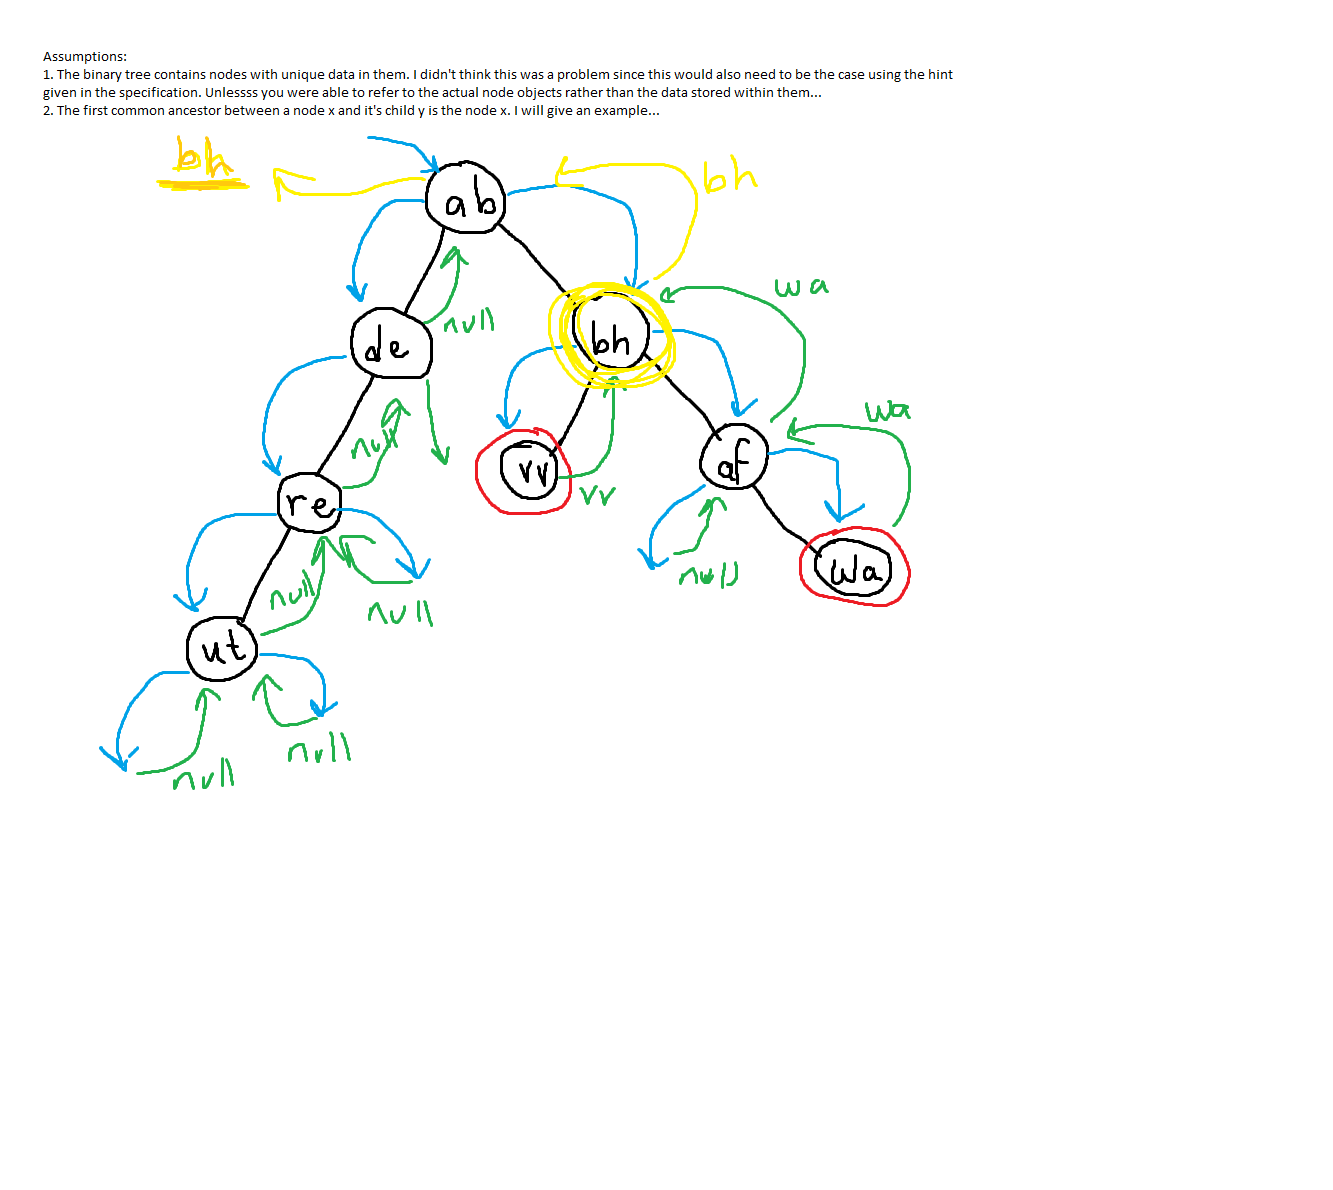 Assumptions:
1. The binary tree contains nodes with unique data in them. I didn't think this was a problem since this would also need to be the case using the hint
given in the specification. Unlessss you were able to refer to the actual node objects rather than the data stored within them...
2. The first common ancestor between a node x and it's child y is the node x. I will give an example...
bh
bh
ab
wa
null
de
bh
wa
null
vv
af
vv
re
null
wa
null
null
ut
null
null